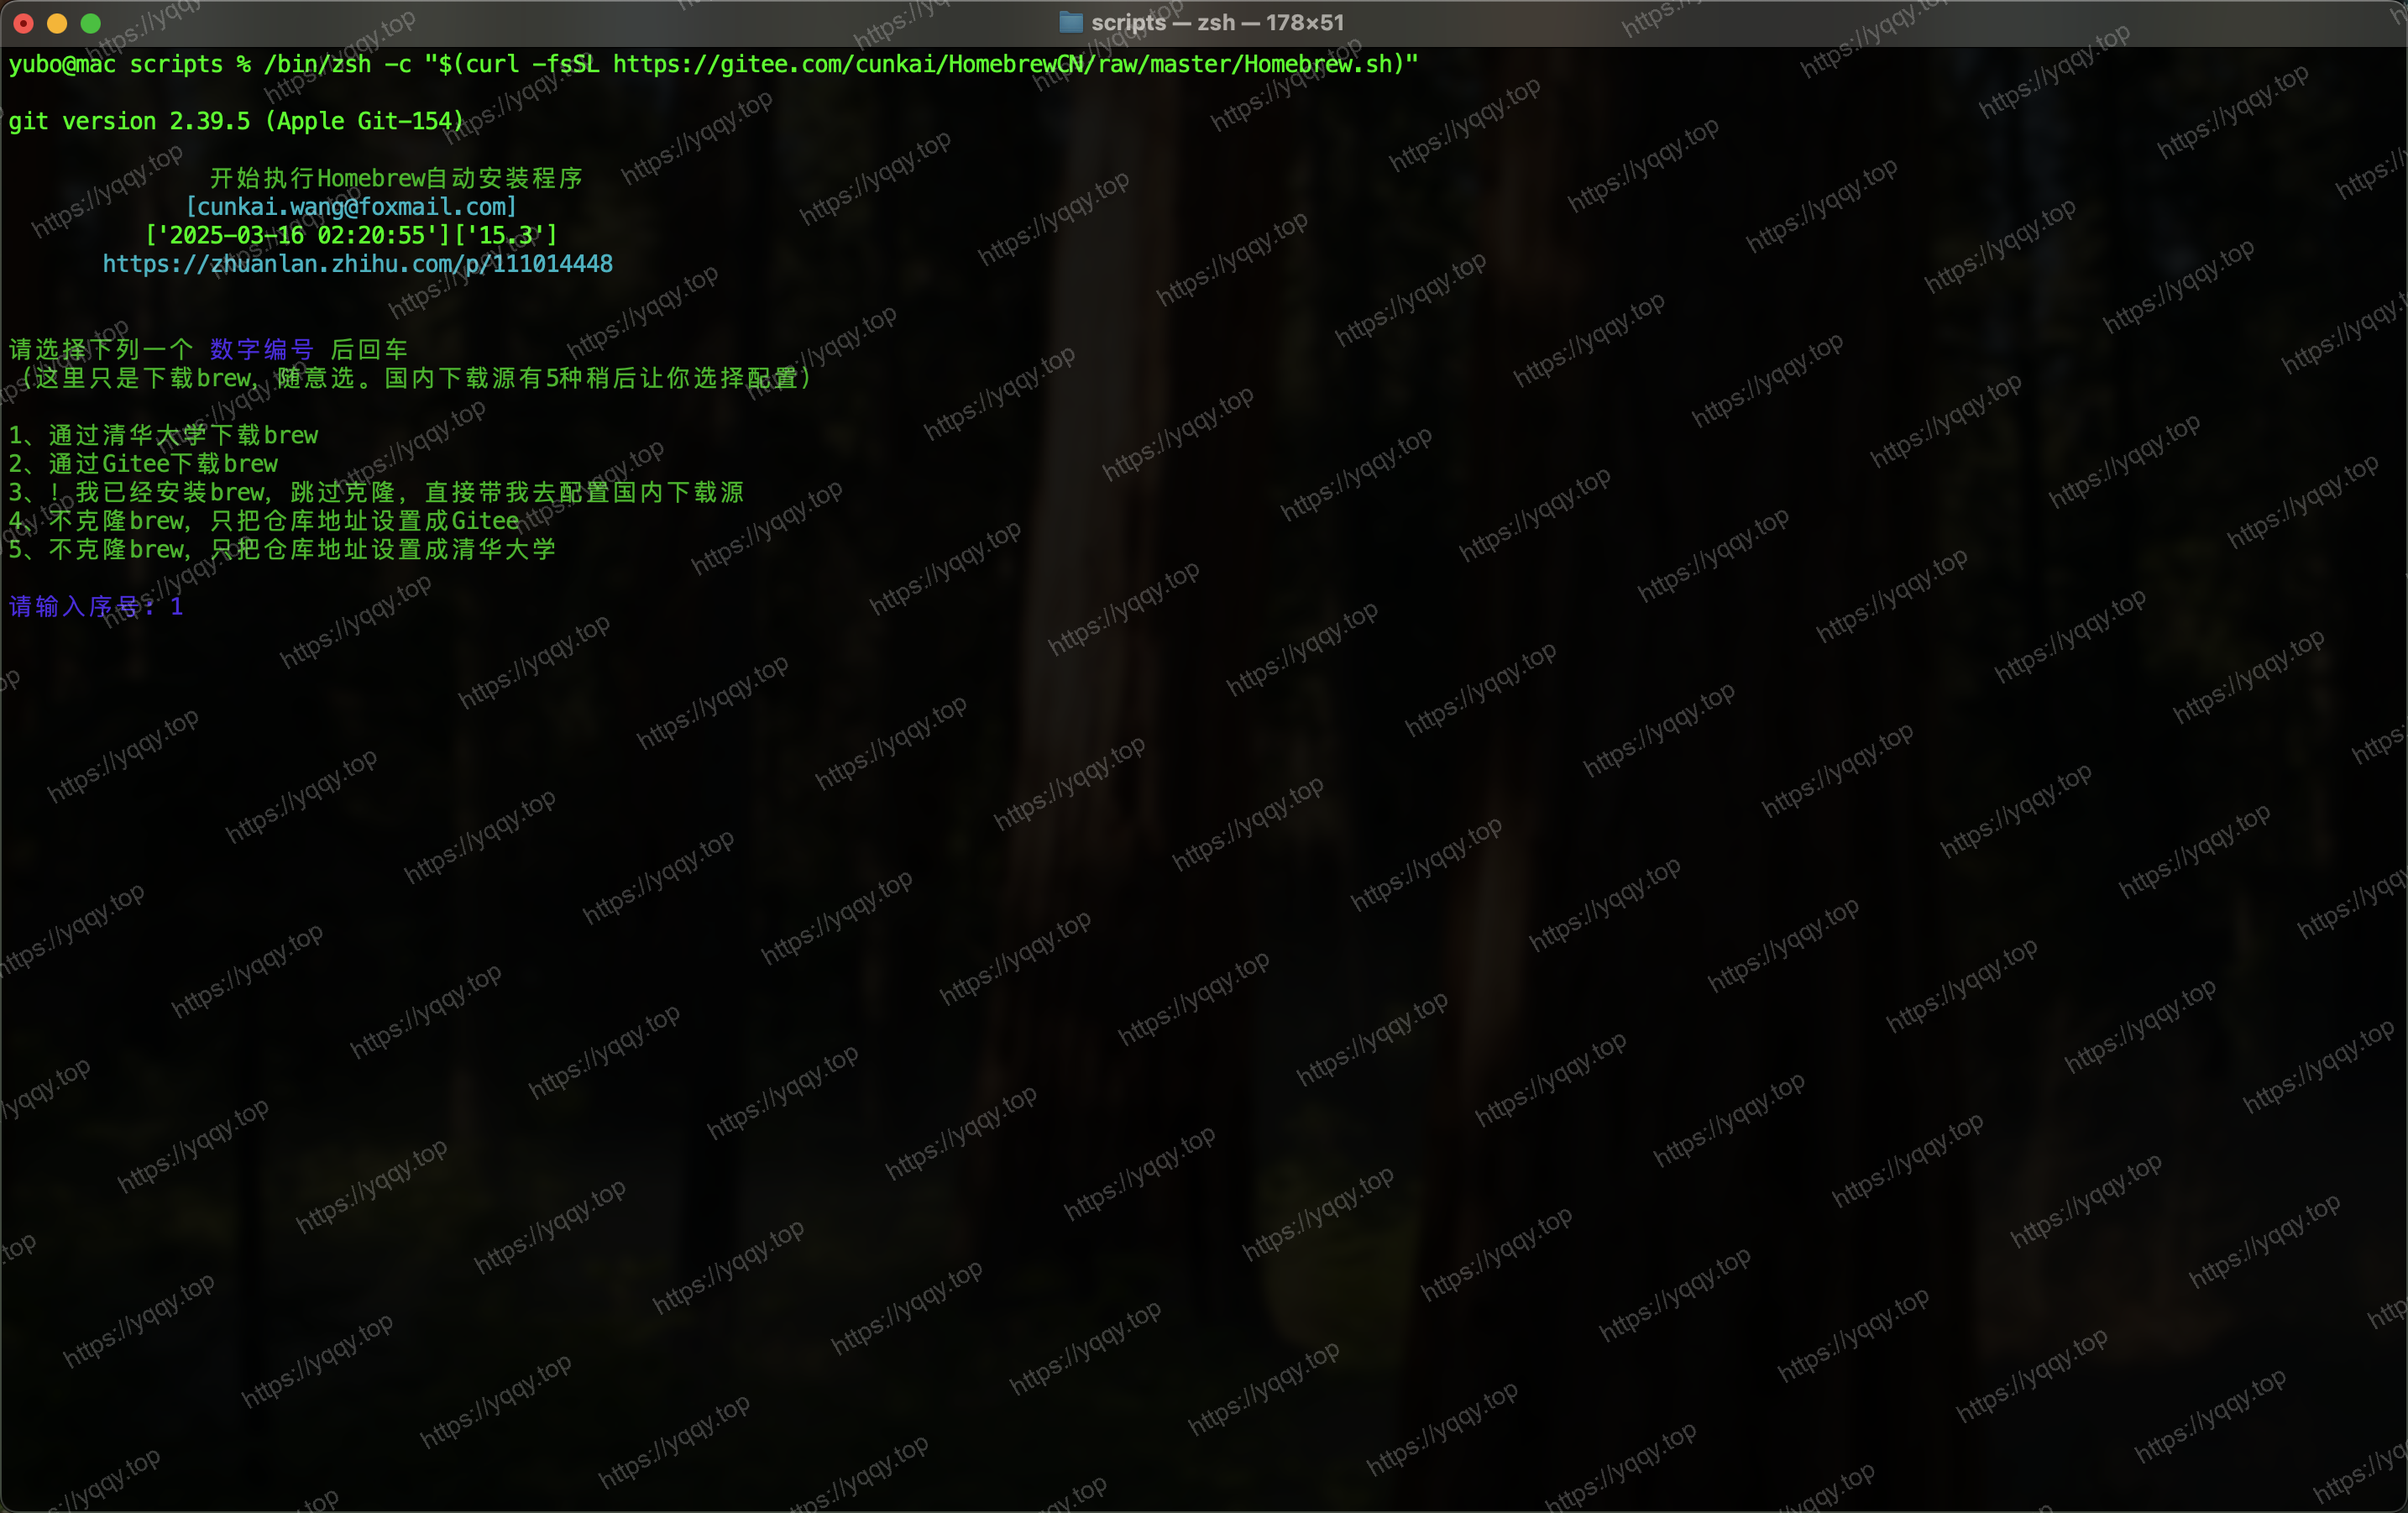 scripts — zsh — 178×51
yubo@mac scripts % /bin/zsh -c "$(curl -fsSL https://gitee.com/cunkai/HomebrewCN/raw/master/Homebrew.sh)"
git version 2.39.5 (Apple Git-154)
开始执行Homebrew自动安装程序
[cunkai.wang@foxmail.com]
['2025-03-16 02:20:55']['15.3']
https://zhuanlan.zhihu.com/p/111014448
请选择下列一个 数字编号 后回车
（这里只是下载brew，随意选。国内下载源有5种稍后让你选择配置）
1、通过清华大学下载brew
2、通过Gitee下载brew
3、！我已经安装brew，跳过克隆，直接带我去配置国内下载源
4、不克隆brew，只把仓库地址设置成Gitee
5、不克隆brew，只把仓库地址设置成清华大学
请输入序号: 1
https://yqqy.top